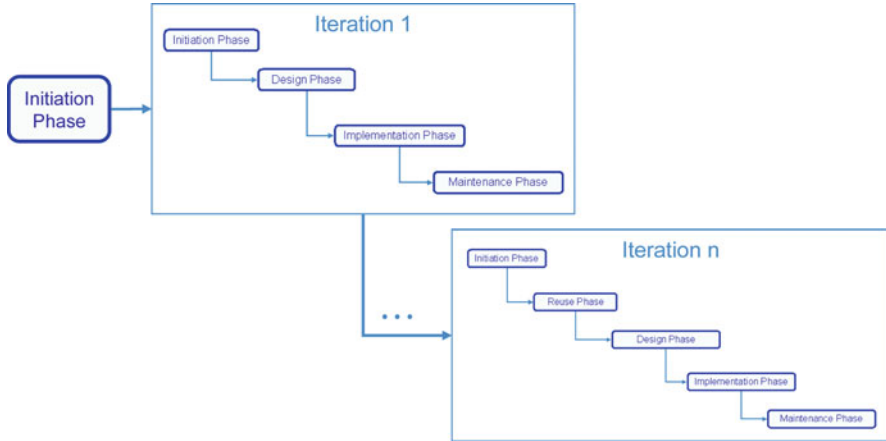 Initiation
Phase
Iteration 1
Initiation Phase
Design Phase
Implementation Phase
Maintenance Phase
...
Iteration n
Initiation Phase
Reuse Phase
Design Phase
Implementation Phase
Maintenance Phase